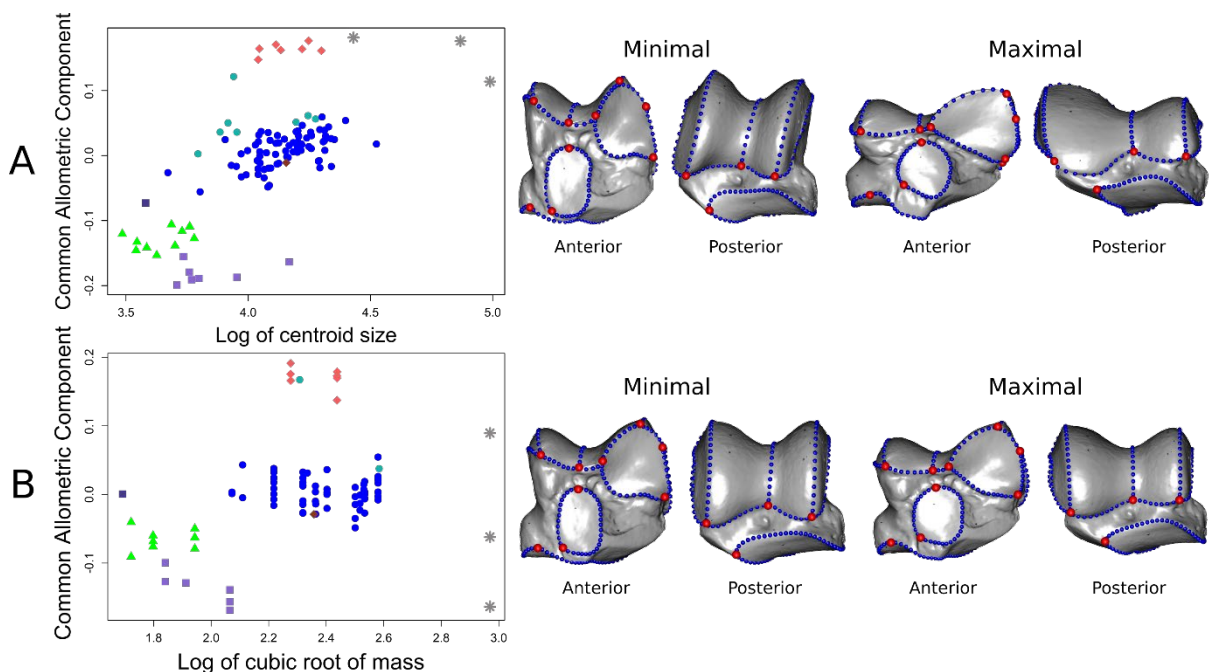 A
Common Allometric Component
0.1
0.0
-0.1
-0.2
3.5 4.0 4.5 5.0
Log of centroid size
Minimal Maximal
Anterior Posterior Anterior Posterior
B
Common Allometric Component
0.2
0.1
0.0
-0.1
1.8 2.0 2.2 2.4 2.6 2.8 3.0
Log of cubic root of mass
Minimal Maximal
Anterior Posterior Anterior Posterior